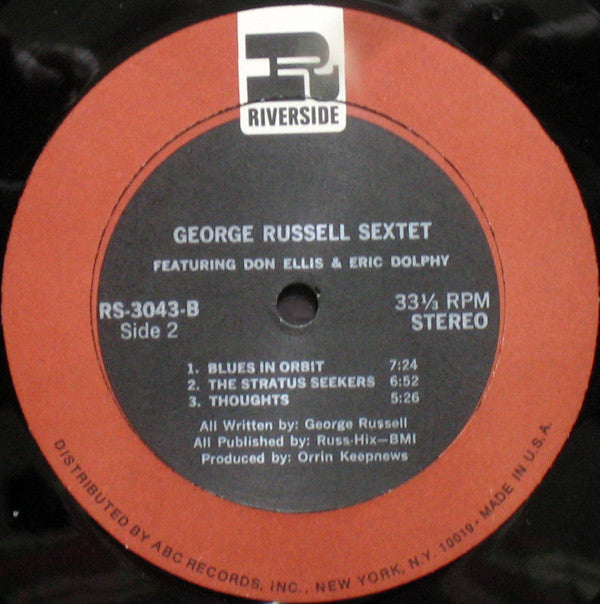 RIVERSIDE
GEORGE RUSSELL SEXTET
FEATURING DON ELLIS & ERIC DOLPHY
RS-3043-B
Side 2
33⅓ RPM
STEREO
1. BLUES IN ORBIT 7:24
2. THE STRATUS SEEKERS 6:52
3. THOUGHTS 5:26
All Written by: George Russell
All Published by: Russ-Hix—BMI
Produced by: Orrin Keepnews
DISTRIBUTED BY ABC RECORDS, INC., NEW YORK, N.Y. 10019 - MADE IN U.S.A.